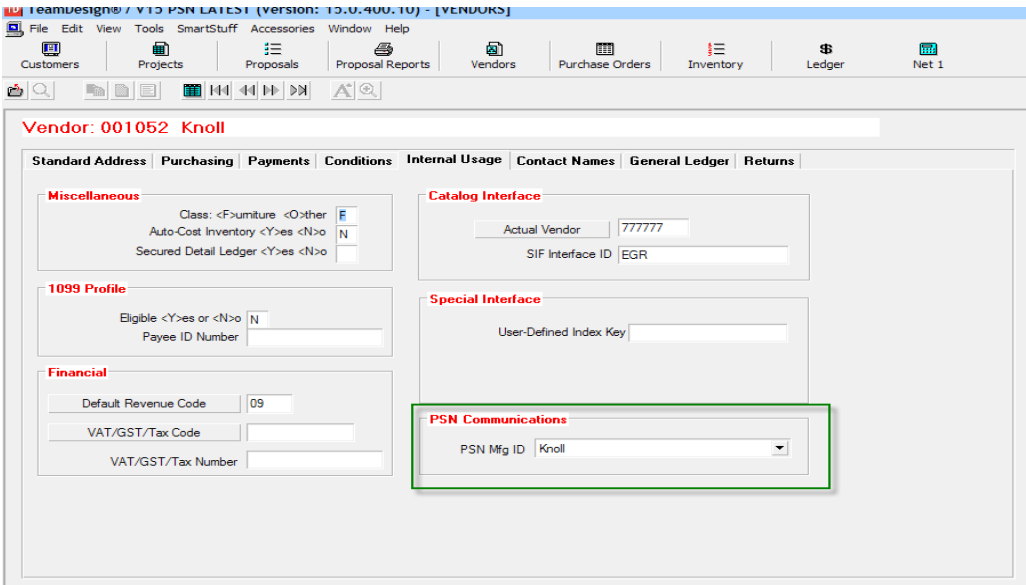 TD TeamDesign® / V15 PSN LATEST (Version: 15.0.400.10) - [VENDORS]
File Edit View Tools SmartStuff Accessories Window Help
Customers Projects Proposals Proposal Reports Vendors Purchase Orders Inventory Ledger Net 1
Vendor: 001052 Knoll
Standard Address Purchasing Payments Conditions Internal Usage Contact Names General Ledger Returns
Miscellaneous
Class: <F>urniture <O>ther F
Auto-Cost Inventory <Y>es <N>o N
Secured Detail Ledger <Y>es <N>o
1099 Profile
Eligible <Y>es or <N>o N
Payee ID Number
Financial
Default Revenue Code 09
VAT/GST/Tax Code
VAT/GST/Tax Number
Catalog Interface
Actual Vendor 777777
SIF Interface ID EGR
Special Interface
User-Defined Index Key
PSN Communications
PSN Mfg ID Knoll